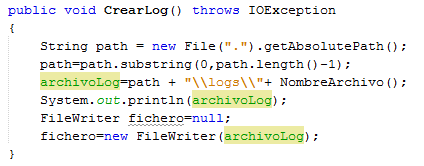 public void CrearLog() throws IOException
{
String path = new File(".").getAbsolutePath();
path=path.substring(0,path.length()-1);
archivoLog=path + "\\logs\\"+ NombreArchivo();
System.out.println(archivoLog);
FileWriter fichero=null;
fichero=new FileWriter(archivoLog);
}